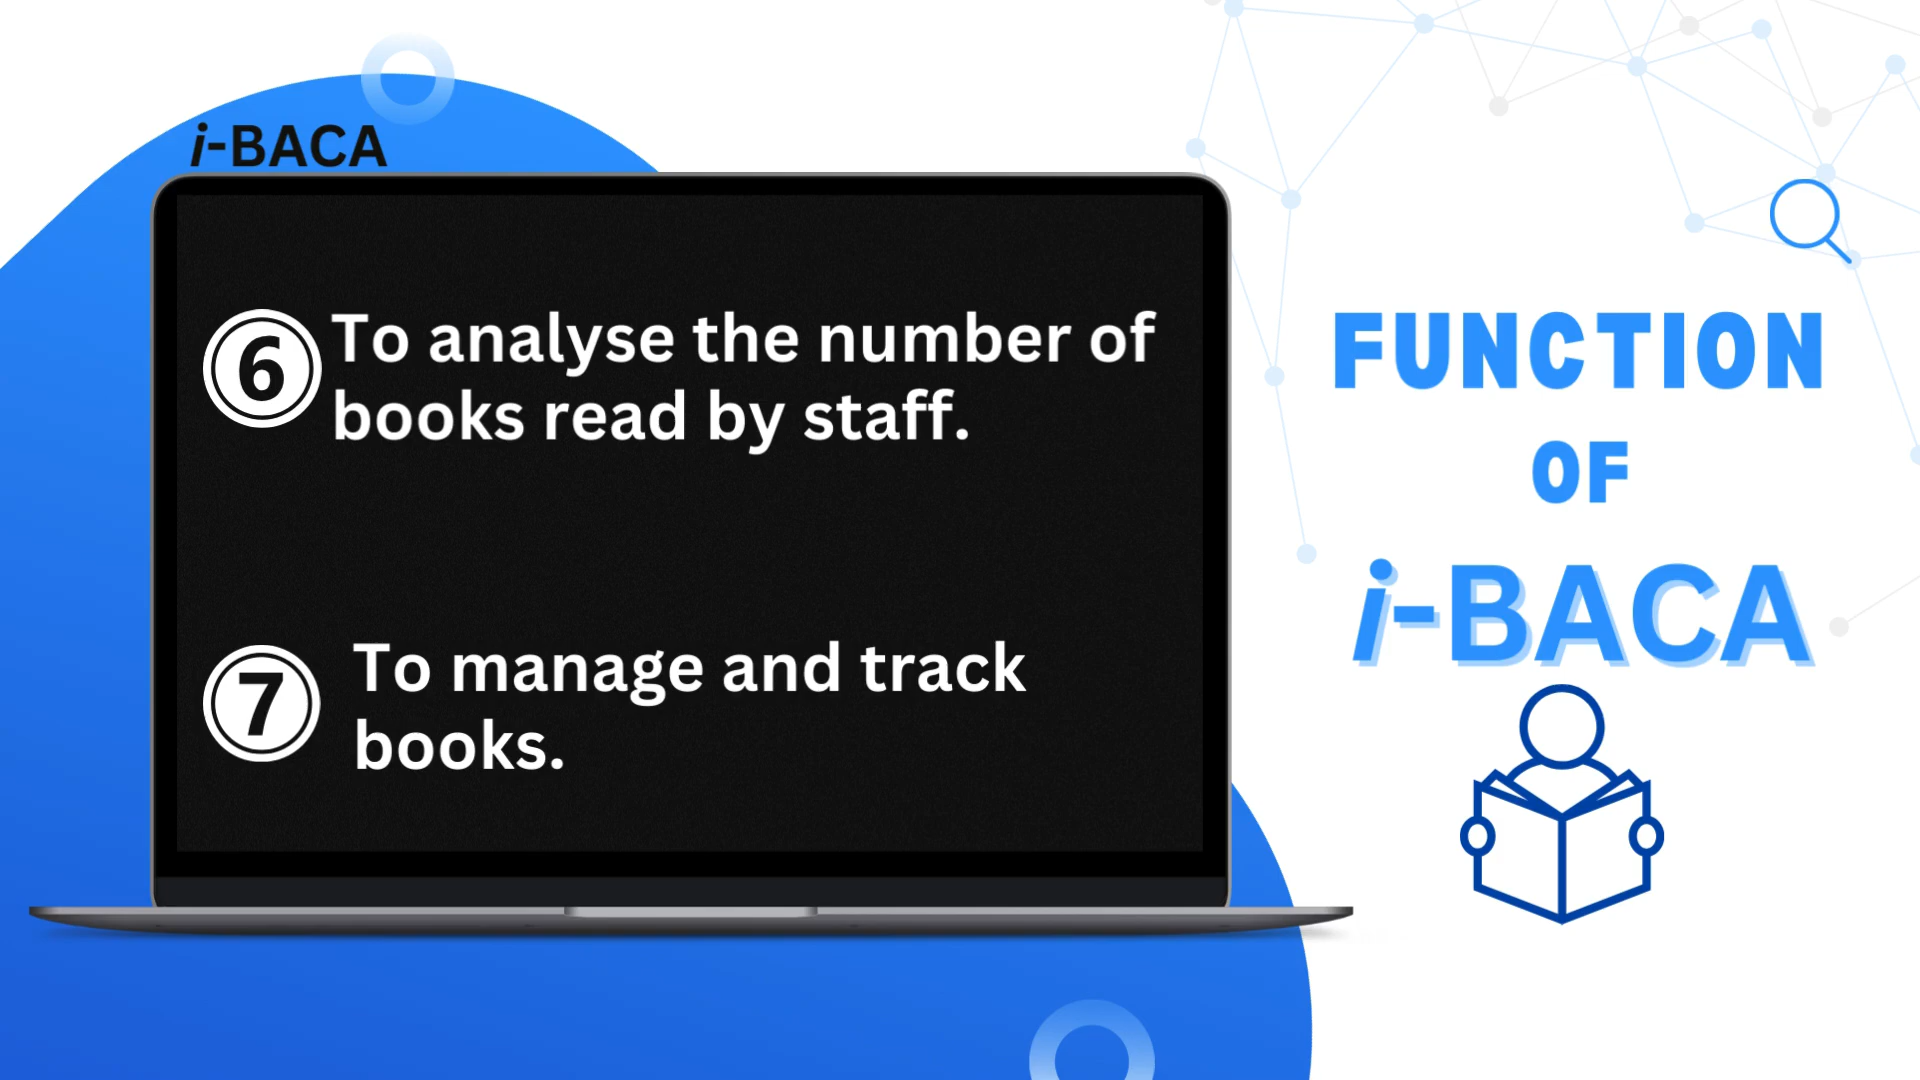 i-BACA
6 To analyse the number of
books read by staff.
7 To manage and track
books.
FUNCTION
OF
i-BACA